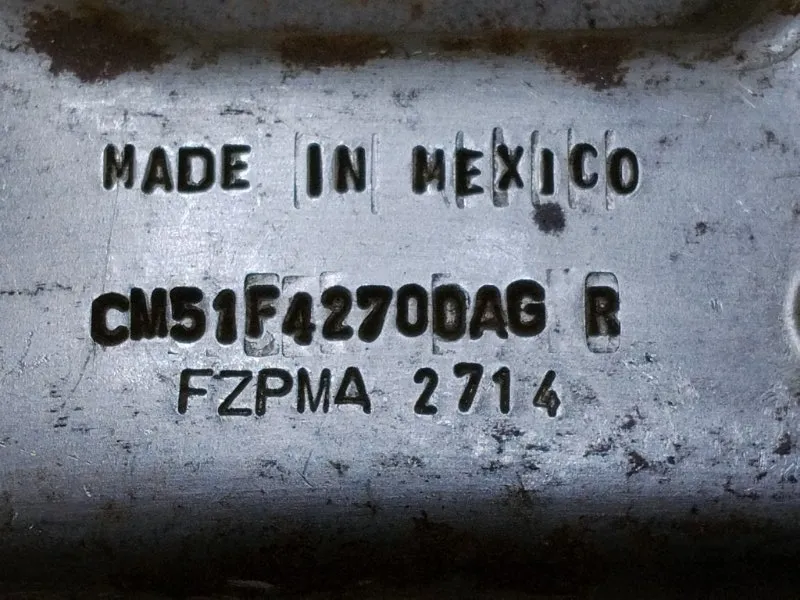 MADE IN MEXICO
CM51F4270DAG R
FZPMA 2714